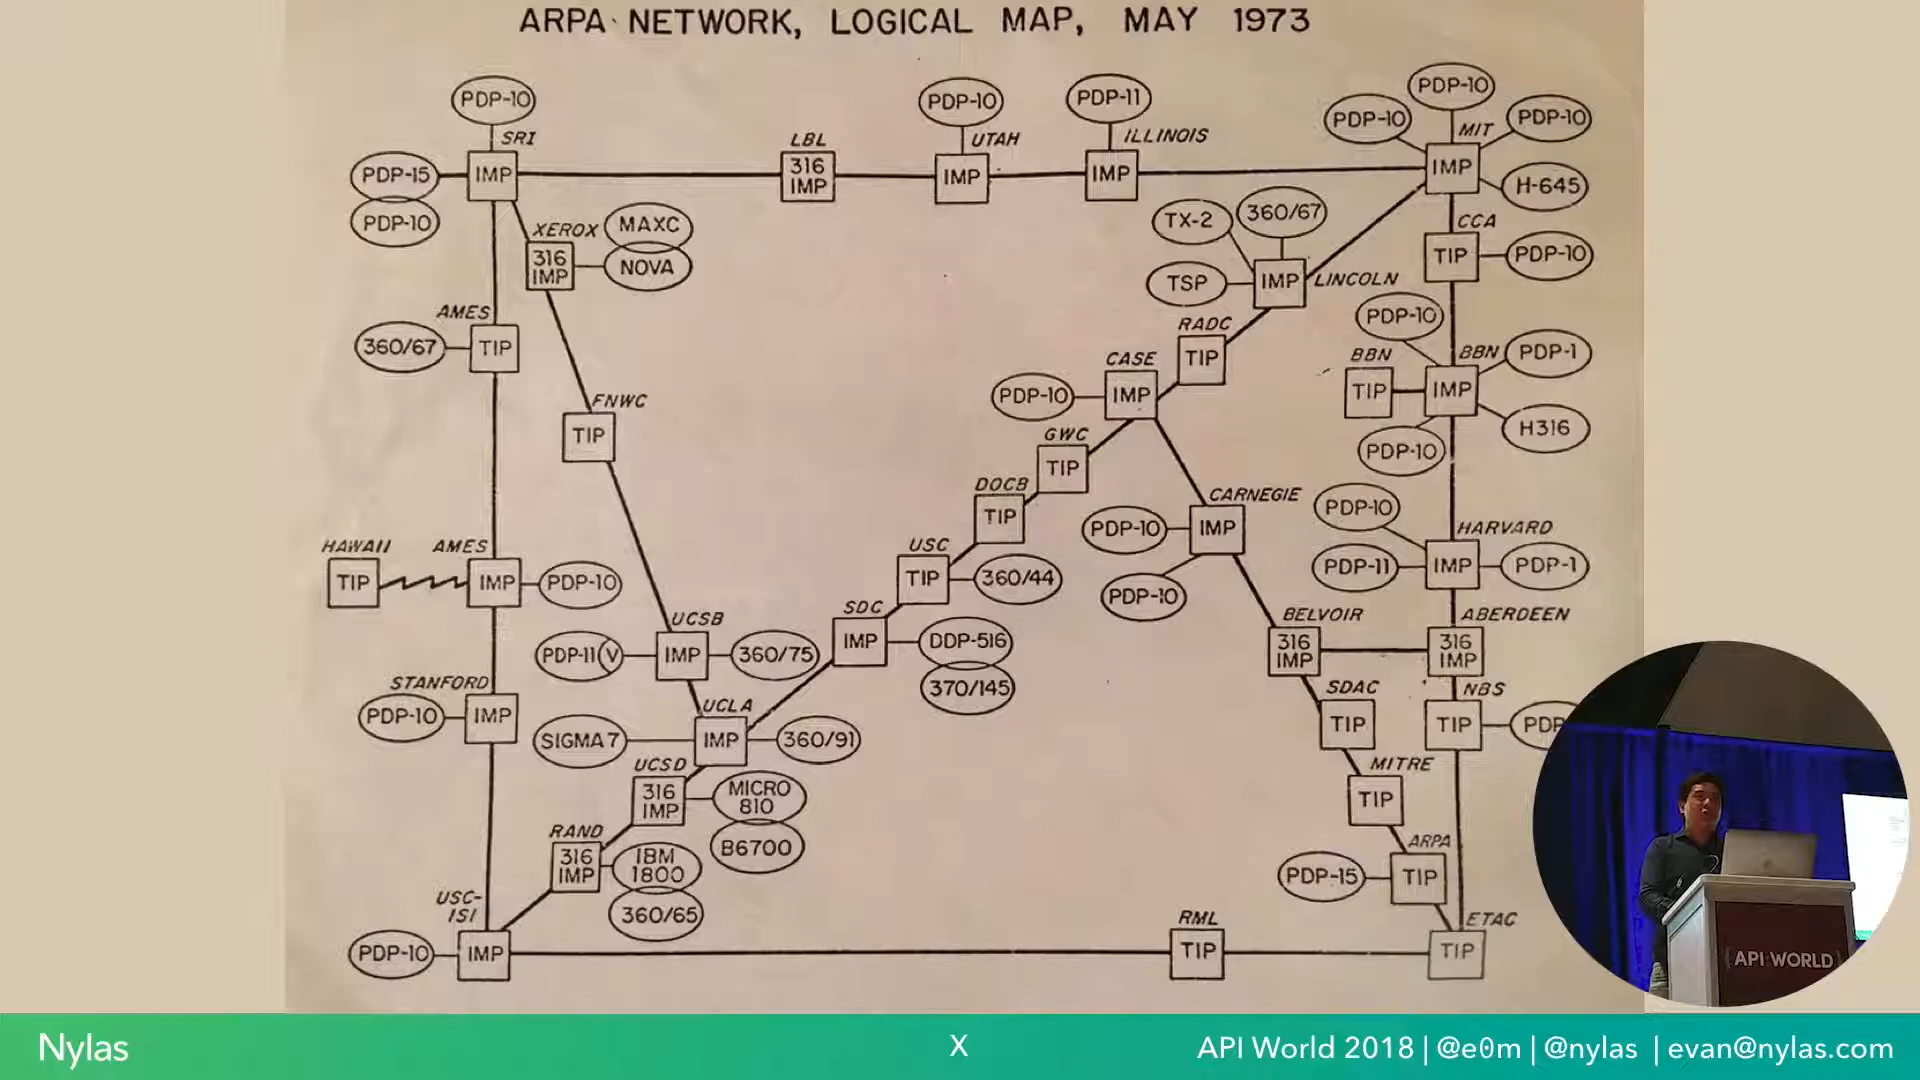 ARPA NETWORK, LOGICAL MAP, MAY 1973
PDP-10
SRI
IMP
PDP-15
PDP-10
LBL
316
IMP
PDP-10
UTAH
IMP
PDP-11
ILLINOIS
IMP
PDP-10
PDP-10
PDP-10
MIT
IMP
H-645
XEROX
316
IMP
MAXC
NOVA
TX-2
360/67
TSP
IMP
LINCOLN
CCA
TIP
PDP-10
AMES
360/67
TIP
RADC
TIP
CASE
PDP-10
IMP
PDP-10
BBN
TIP
BBN
IMP
PDP-1
H316
PDP-10
FNWC
TIP
GWC
TIP
DOCB
TIP
CARNEGIE
PDP-10
IMP
PDP-10
PDP-10
HARVARD
PDP-11
IMP
PDP-1
HAWAII
TIP
AMES
IMP
PDP-10
USC
TIP
360/44
UCSB
PDP-11
V
IMP
360/75
SDC
IMP
DDP-516
370/145
BELVOIR
316
IMP
ABERDEEN
316
IMP
STANFORD
PDP-10
IMP
UCLA
SIGMA 7
IMP
360/91
SDAC
TIP
NBS
TIP
PDP
UCSD
316
IMP
MICRO
810
B6700
MITRE
TIP
RAND
316
IMP
IBM
1800
360/65
ARPA
PDP-15
TIP
USC-
ISI
PDP-10
IMP
RML
TIP
ETAC
TIP
API WORLD
Nylas
X
API World 2018 | @e0m | @nylas | evan@nylas.com